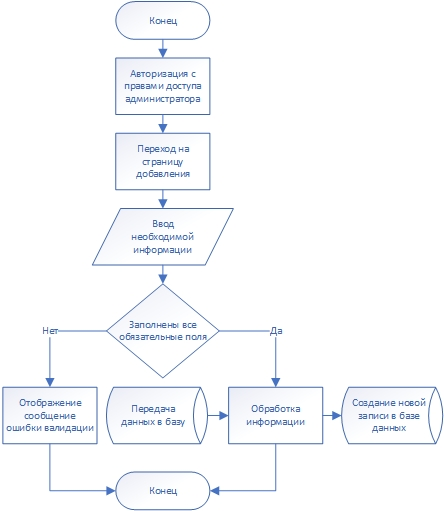 Конец
Авторизация с
правами доступа
администратора
Переход на
страницу
добавления
Ввод
необходимой
информации
Заполнены все
обязательные поля
Нет
Да
Отображение
сообщение
ошибки валидации
Передача
данных в базу
Обработка
информации
Создание новой
записи в базе
данных
Конец